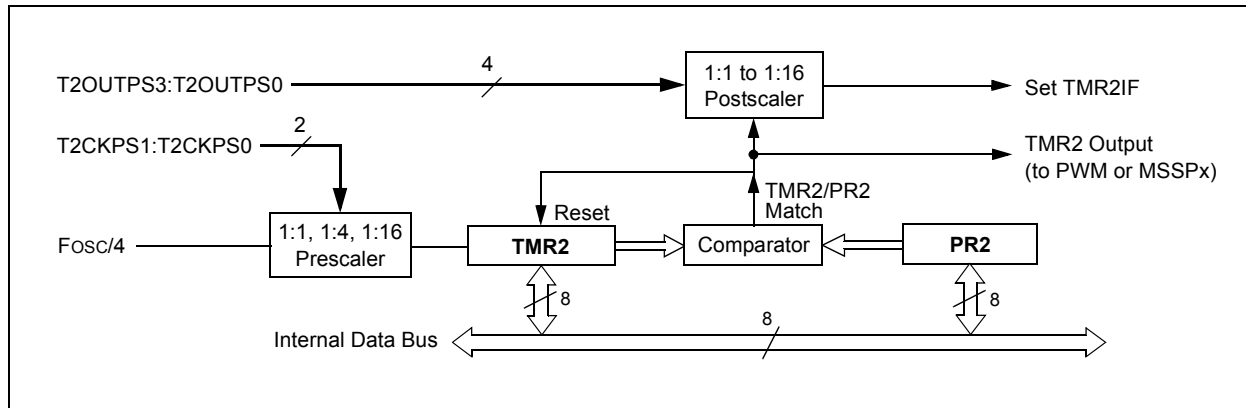 T2OUTPS3:T2OUTPS0
4
1:1 to 1:16
Postscaler
Set TMR2IF
T2CKPS1:T2CKPS0
2
TMR2 Output
(to PWM or MSSPx)
TMR2/PR2
Match
Reset
FOSC/4
1:1, 1:4, 1:16
Prescaler
TMR2
Comparator
PR2
8
8
8
Internal Data Bus